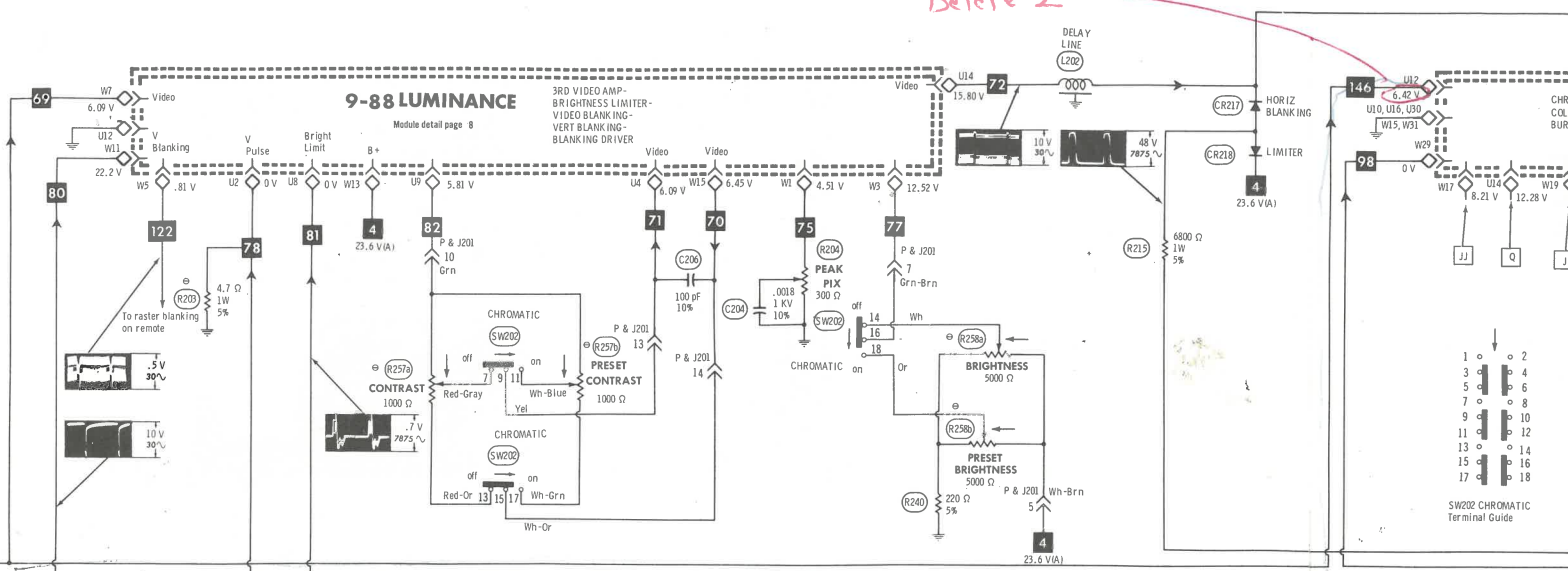 Delete 2
DELAY
LINE
L202
69
W7
6.09 V
Video
U12
V
Blanking
W11
22.2 V
80
9-88 LUMINANCE
Module detail page 8
3RD VIDEO AMP-
BRIGHTNESS LIMITER-
VIDEO BLANKING-
VERT BLANKING-
BLANKING DRIVER
Video
U14
72
15.80 V
V
Pulse
Bright
Limit
B+
Video
Video
W5
.81 V
U2
0 V
U8
0 V
W13
U9
5.81 V
U4
6.09 V
W15
6.45 V
W1
4.51 V
W3
12.52 V
10 V
30~
48 V
7875 ~
CR217
HORIZ
BLANKING
CR218
LIMITER
4
23.6 V(A)
146
U12
6.42 V
U10, U16, U30
W15, W31
98
W29
0 V
CHR
COL
BUR
W17
8.21 V
U14
12.28 V
W19
JJ
Q
J
122
78
81
4
23.6 V(A)
82
P & J201
10
Grn
71
70
75
77
P & J201
7
Grn-Brn
⊖
R203
4.7 Ω
1W
5%
To raster blanking
on remote
.5 V
30~
10 V
30~
.7 V
7875 ~
C206
100 pF
10%
R204
PEAK
PIX
300 Ω
C204
.0018
1 KV
10%
R215
6800 Ω
1W
5%
CHROMATIC
SW202
off
on
7
9
11
⊖
R257a
CONTRAST
1000 Ω
Red-Gray
Wh-Blue
Yel
⊖
R257b
PRESET
CONTRAST
1000 Ω
P & J201
13
P & J201
14
CHROMATIC
SW202
off
on
Red-Or
13
15
17
Wh-Grn
Wh-Or
SW202
off
14
16
18
CHROMATIC
on
Wh
Or
⊖
R258a
BRIGHTNESS
5000 Ω
⊖
R258b
PRESET
BRIGHTNESS
5000 Ω
R240
220 Ω
5%
P & J201
5
Wh-Brn
4
23.6 V(A)
1
2
3
4
5
6
7
8
9
10
11
12
13
14
15
16
17
18
SW202 CHROMATIC
Terminal Guide